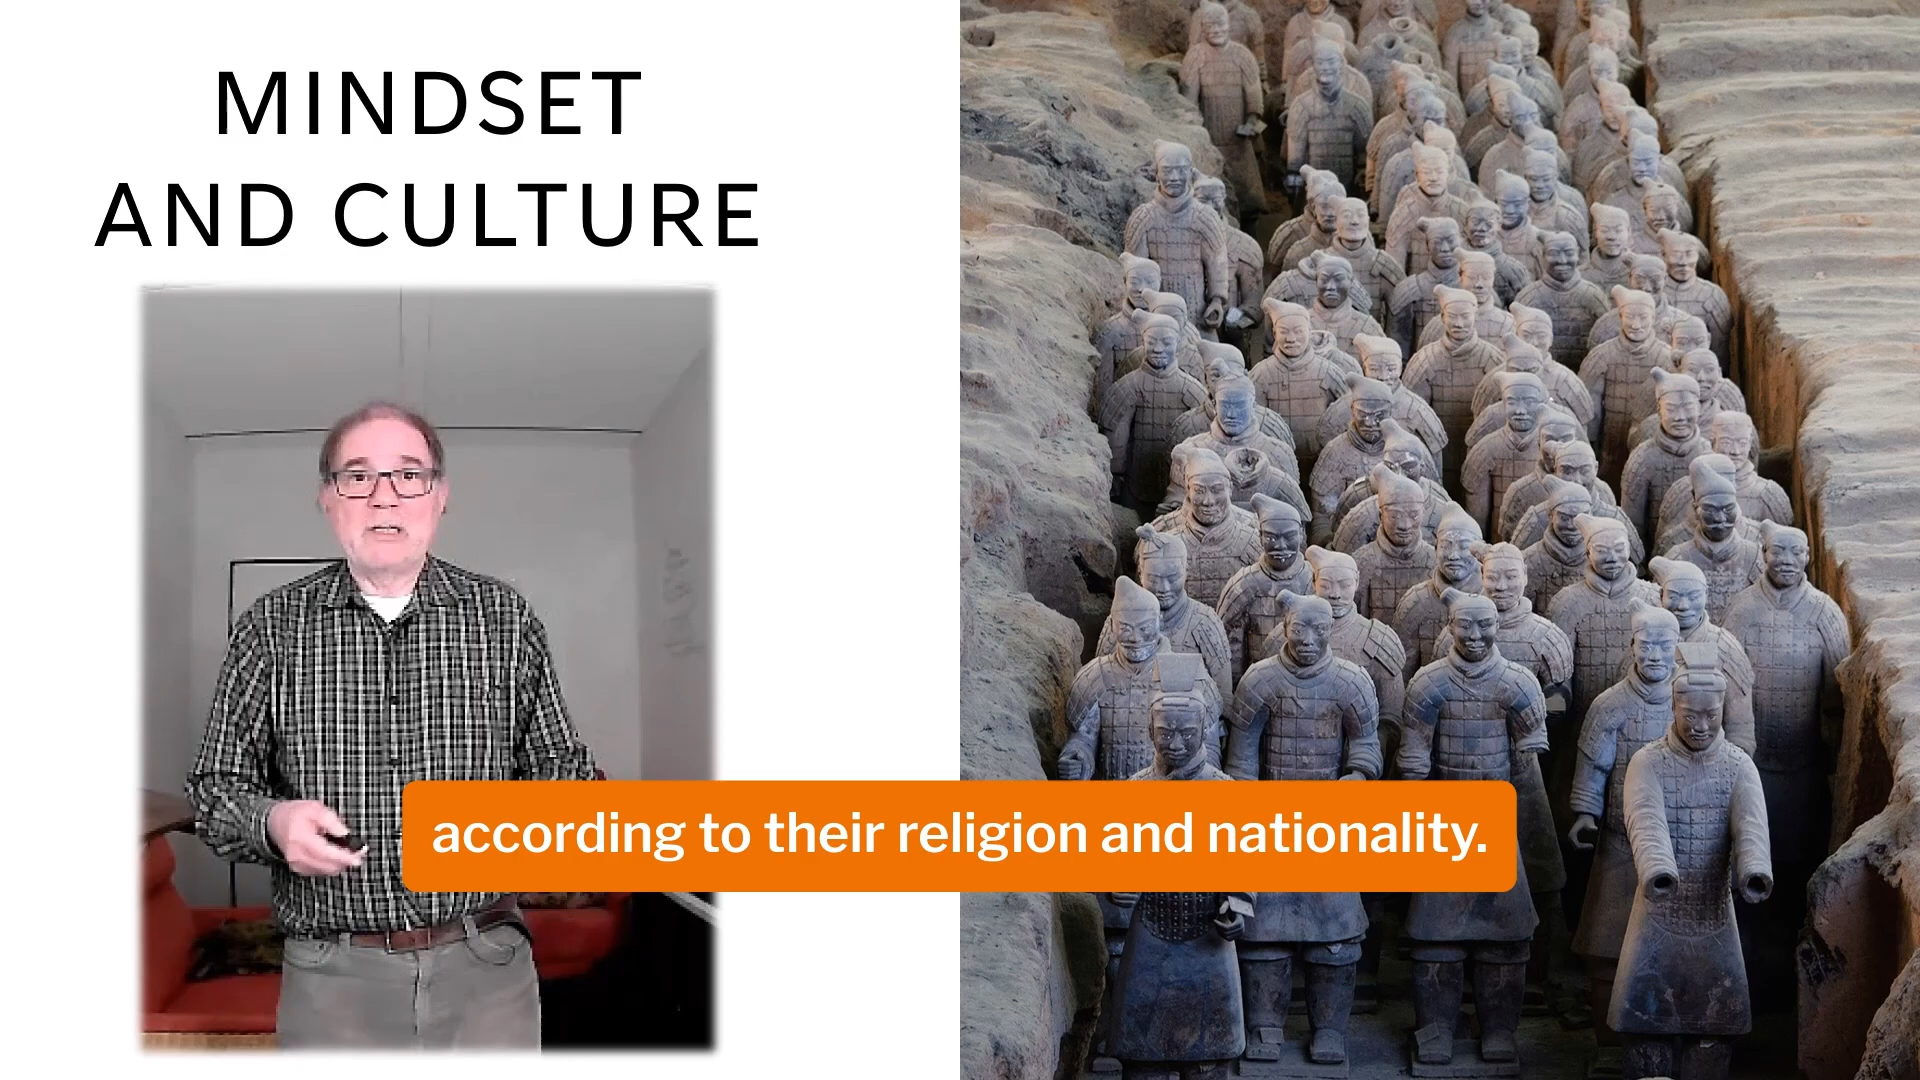 MINDSET
AND CULTURE
according to their religion and nationality.